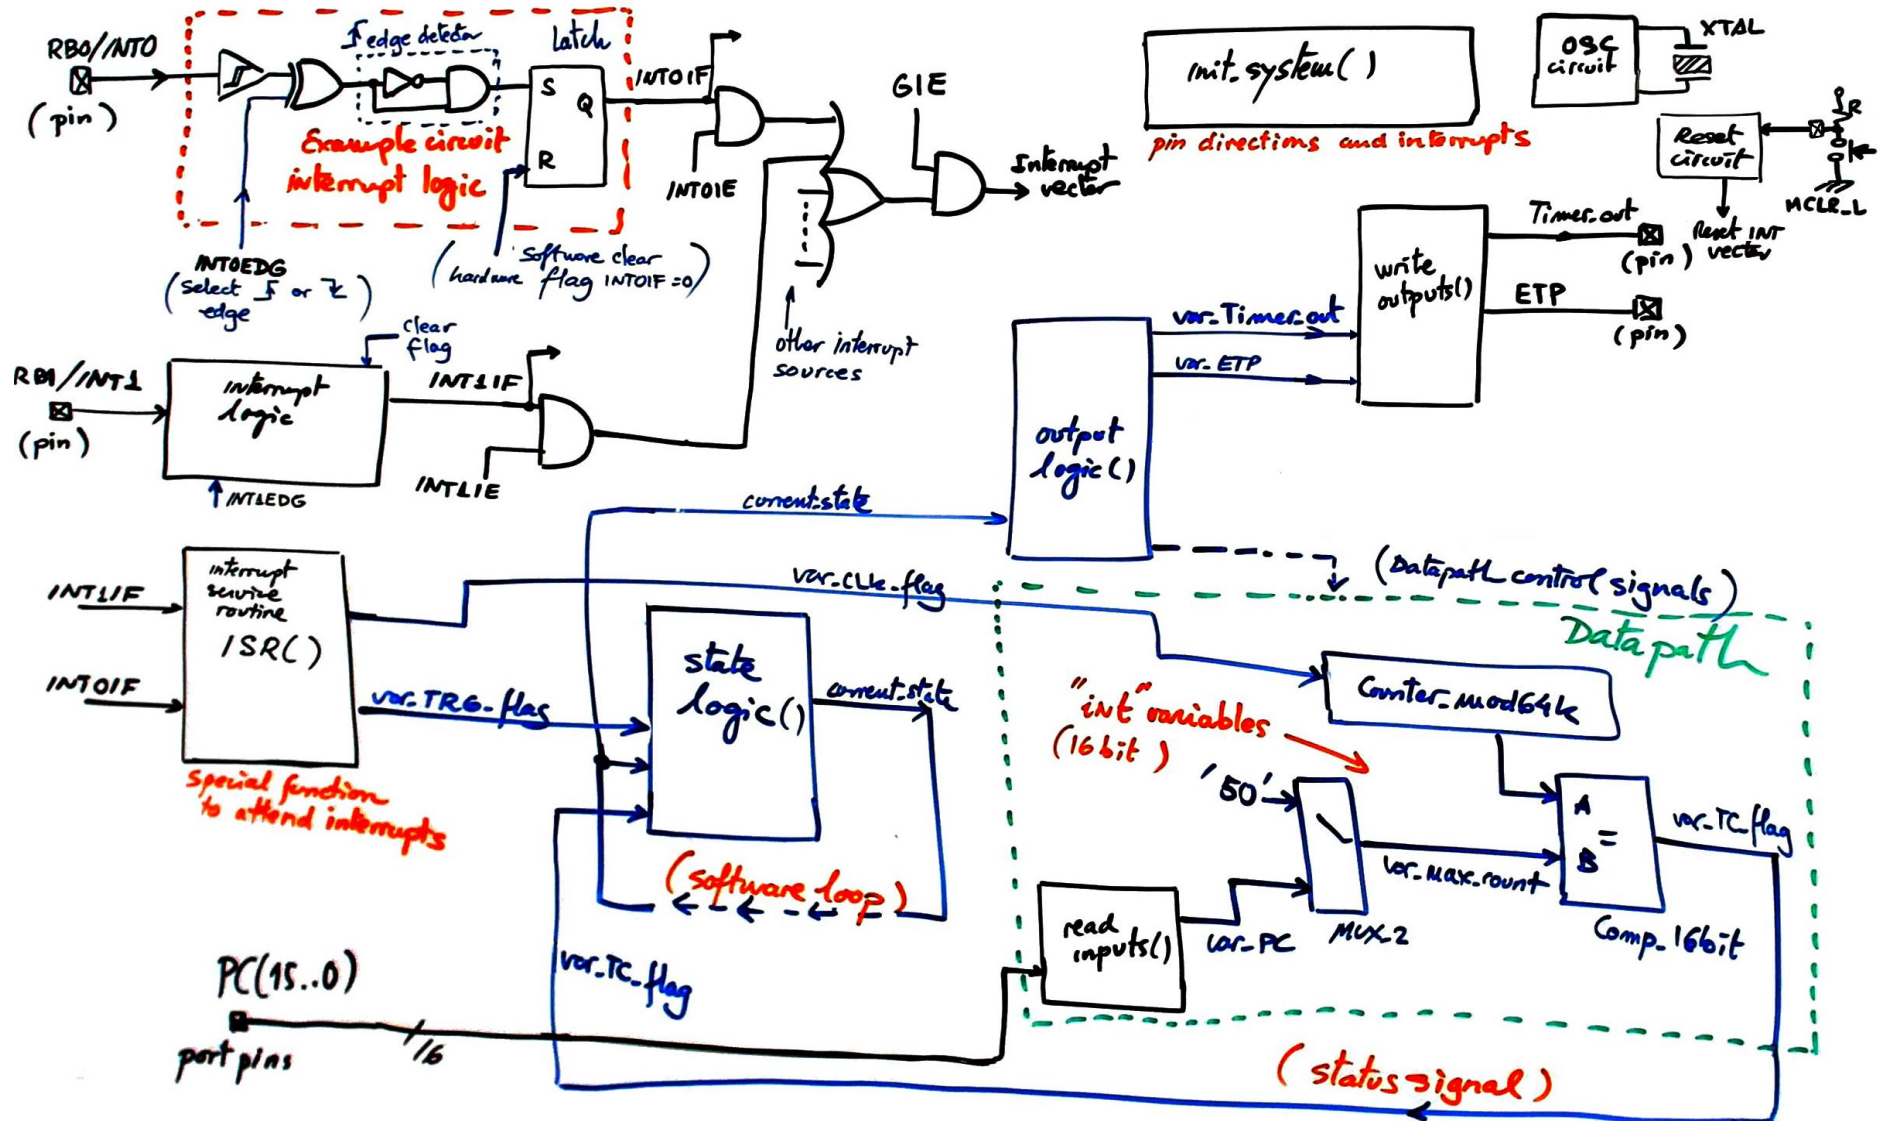 RB0/INT0
(pin)
edge detector
Latch
S
Q
R
Example circuit
interrupt logic
INT0IF
INT0IE
GIE
Interrupt
vector
INT0EDG
(select or
edge)
(software clear
hardware flag INT0IF=0)
other interrupt
sources
init_system()
pin directions and interrupts
OSC
circuit
XTAL
Reset
circuit
R
MCLR_L
Reset INT
vector
RB1/INT1
(pin)
interrupt
logic
clear
flag
INT1IF
INT1IE
INT1EDG
write
outputs()
Timer_out
(pin)
ETP
(pin)
var_Timer_out
var_ETP
output
logic()
current_state
(Datapath control signals)
INT1IF
INT0IF
interrupt
service
routine
ISR()
special function
to attend interrupts
var_CLK_flag
var_TRG_flag
state
logic()
current_state
(software loop)
var_TC_flag
Datapath
"int" variables
(16 bit)
Counter_mod64k
'50'
MUX_2
var_Max_count
A
=
B
Comp_16bit
var_TC_flag
read
inputs()
var_PC
PC(15..0)
port pins
16
(status signal)